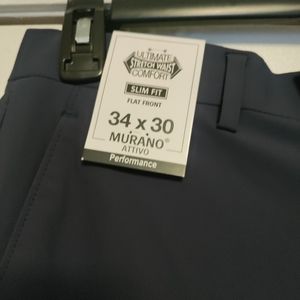 ULTIMATE
STRETCH WAIST
COMFORT
SLIM FIT
FLAT FRONT
34 x 30
MURANO®
ATTIVO
Performance